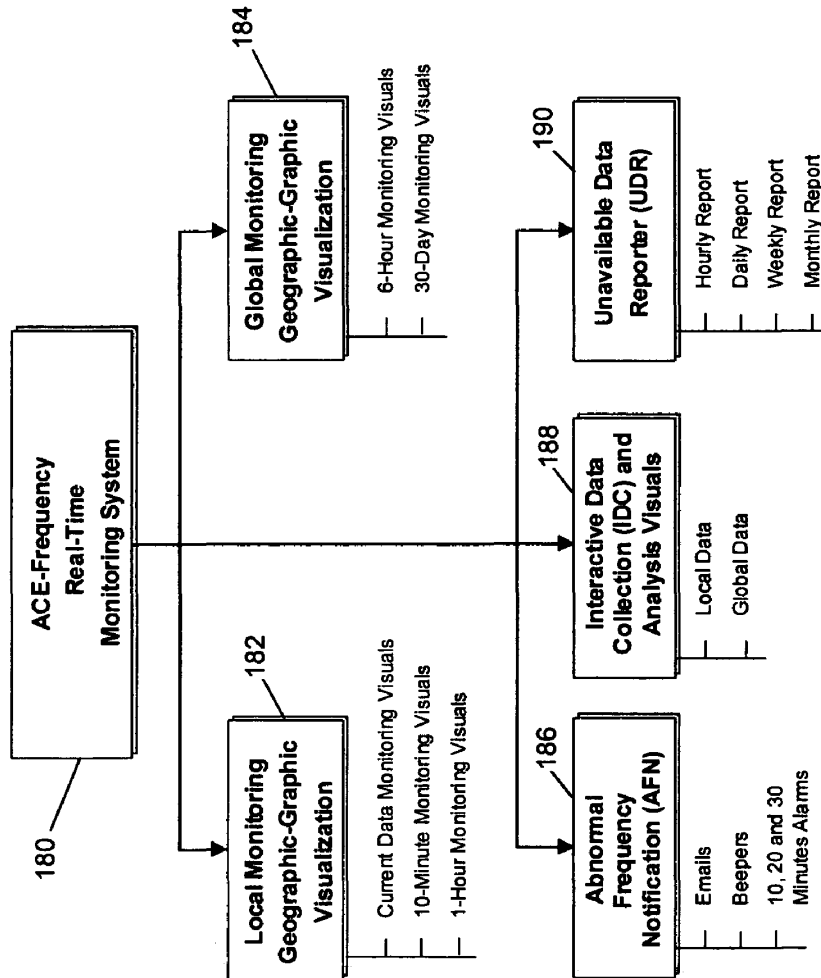 ACE-Frequency
Real-Time
Monitoring System
180
Local Monitoring
Geographic-Graphic
Visualization
182
Current Data Monitoring Visuals
10-Minute Monitoring Visuals
1-Hour Monitoring Visuals
Global Monitoring
Geographic-Graphic
Visualization
184
6-Hour Monitoring Visuals
30-Day Monitoring Visuals
Abnormal
Frequency
Notification (AFN)
186
Emails
Beepers
10, 20 and 30
Minutes Alarms
Interactive Data
Collection (IDC) and
Analysis Visuals
188
Local Data
Global Data
Unavailable Data
Reporter (UDR)
190
Hourly Report
Daily Report
Weekly Report
Monthly Report